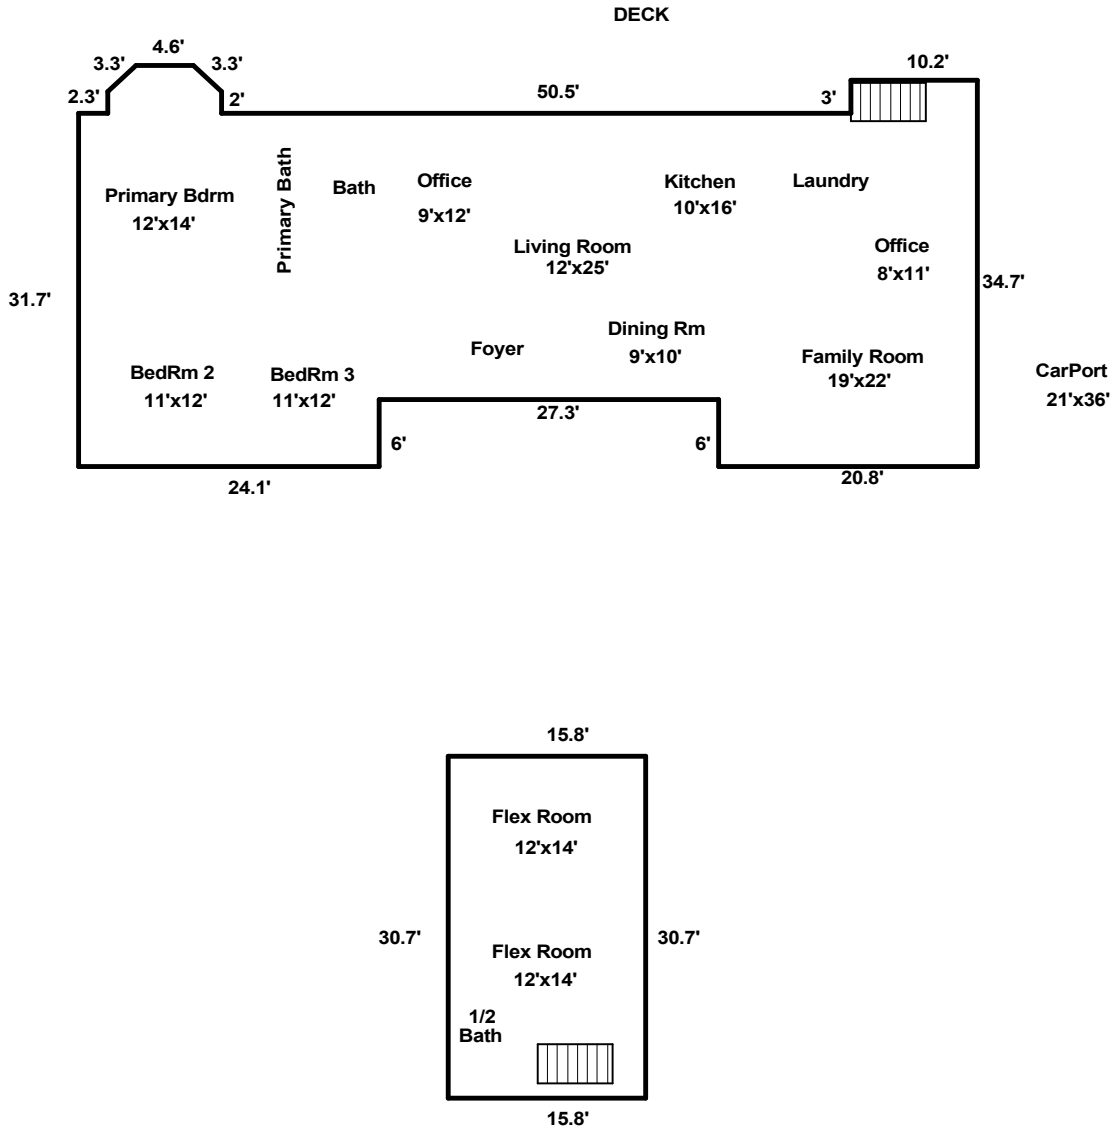 DECK
4.6'
3.3'
3.3'
10.2'
2.3'
2'
50.5'
3'
Primary Bdrm
12'x14'
Primary Bath
Bath
Office
9'x12'
Kitchen
10'x16'
Laundry
Living Room
12'x25'
Office
8'x11'
31.7'
34.7'
Foyer
Dining Rm
9'x10'
Family Room
19'x22'
CarPort
21'x36'
BedRm 2
11'x12'
BedRm 3
11'x12'
27.3'
6'
6'
24.1'
20.8'
15.8'
Flex Room
12'x14'
30.7'
30.7'
Flex Room
12'x14'
1/2
Bath
15.8'